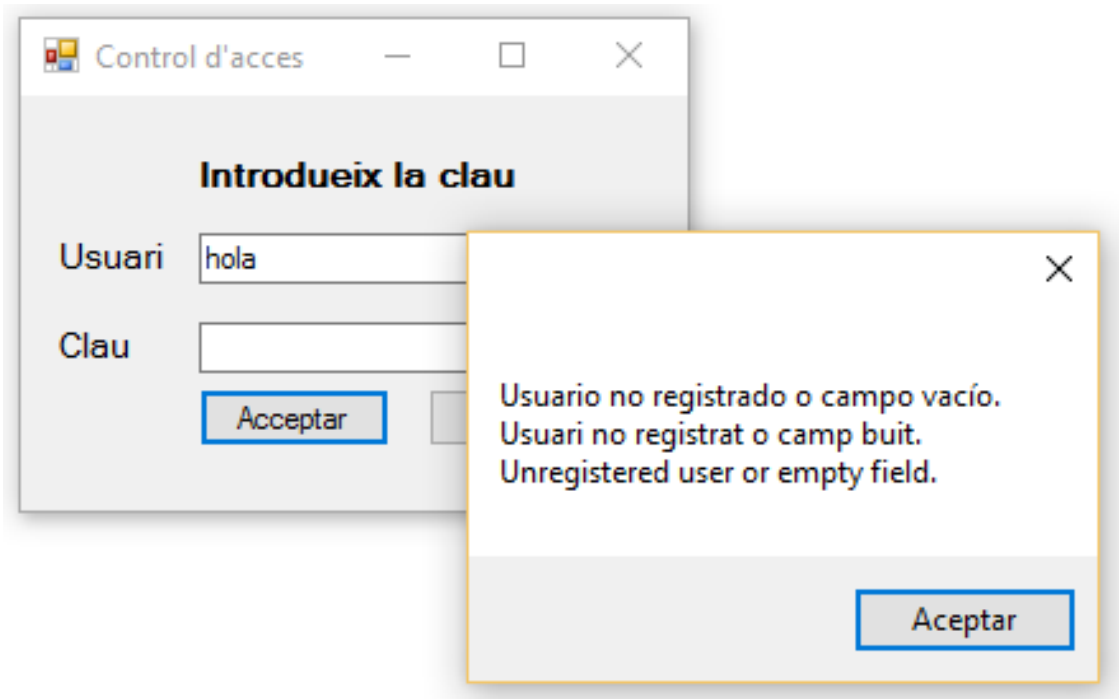 Control d'acces
Introdueix la clau
Usuari
hola
Clau
Acceptar
Usuario no registrado o campo vacío.
Usuari no registrat o camp buit.
Unregistered user or empty field.
Aceptar